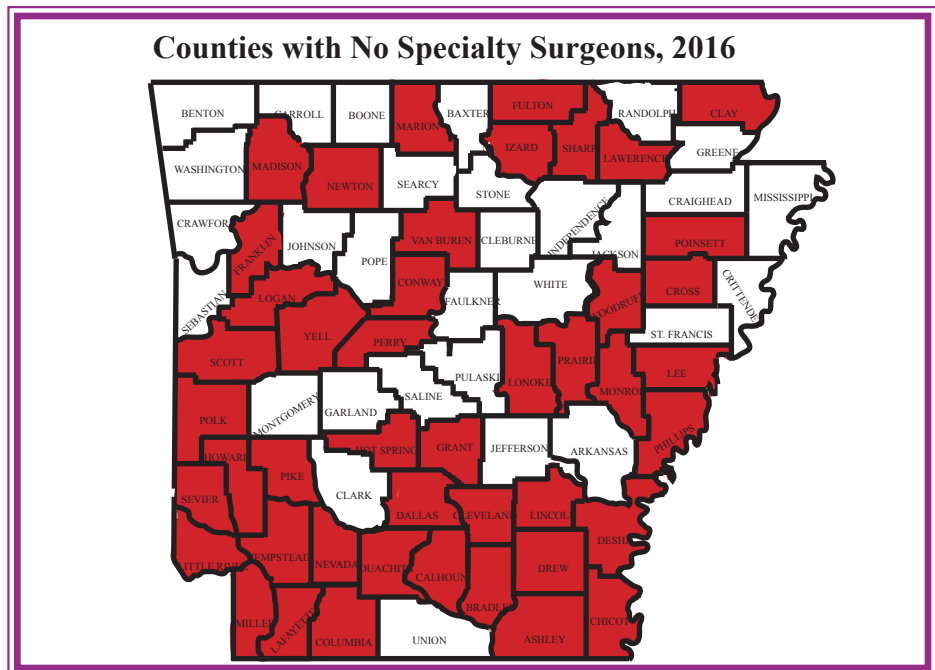 Counties with No Specialty Surgeons, 2016
BENTON
CARROLL
BOONE
MARION
BAXTER
FULTON
RANDOLPH
CLAY
WASHINGTON
MADISON
NEWTON
SEARCY
STONE
IZARD
SHARP
LAWERENCE
GREENE
CRAWFORD
FRANKLIN
JOHNSON
POPE
VAN BUREN
CLEBURNE
INDEPENDENCE
JACKSON
CRAIGHEAD
MISSISSIPPI
POINSETT
SEBASTIAN
LOGAN
CONWAY
FAULKNER
WHITE
WOODRUFF
CROSS
CRITTENDE
ST. FRANCIS
SCOTT
YELL
PERRY
PULASKI
LONOKE
PRAIRIE
MONROE
LEE
POLK
MONTGOMERY
GARLAND
SALINE
HOT SPRING
GRANT
JEFFERSON
ARKANSAS
PHILLIPS
HOWARD
PIKE
CLARK
SEVIER
DALLAS
CLEVELAND
LINCOLN
DESHA
LITTLE RIVER
HEMPSTEAD
NEVADA
OUACHITA
CALHOUN
BRADLEY
DREW
CHICOT
MILLER
LAFAYETTE
COLUMBIA
UNION
ASHLEY